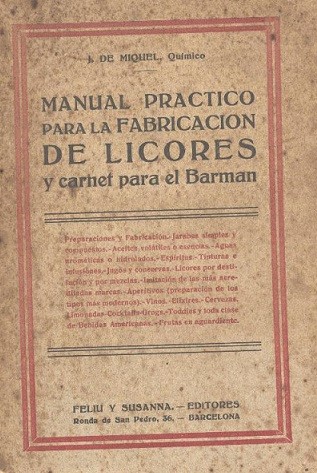 J. DE MIQUEL, Químico
MANUAL PRACTICO
PARA LA FABRICACION
DE LICORES
y carnet para el Barman
Preparaciones y Fabricación.-Jarabes simples y
compuestos.-Aceites volátiles o esencias.-Aguas
aromáticas o hidrolados.-Espíritus.-Tinturas e
infusiones.-Jugos y conservas.-Licores por desti-
lación y por mezclas.-Imitación de las más acre-
ditadas marcas.-Aperitivos (preparación de los
tipos más modernos).-Vinos.-Elixires.-Cervezas,
Limonadas-Cocktails-Grogs.-Toddies y toda clase
de Bebidas Americanas.-Frutas en aguardiente.
FELIU Y SUSANNA.—EDITORES
Ronda de San Pedro, 36.—BARCELONA